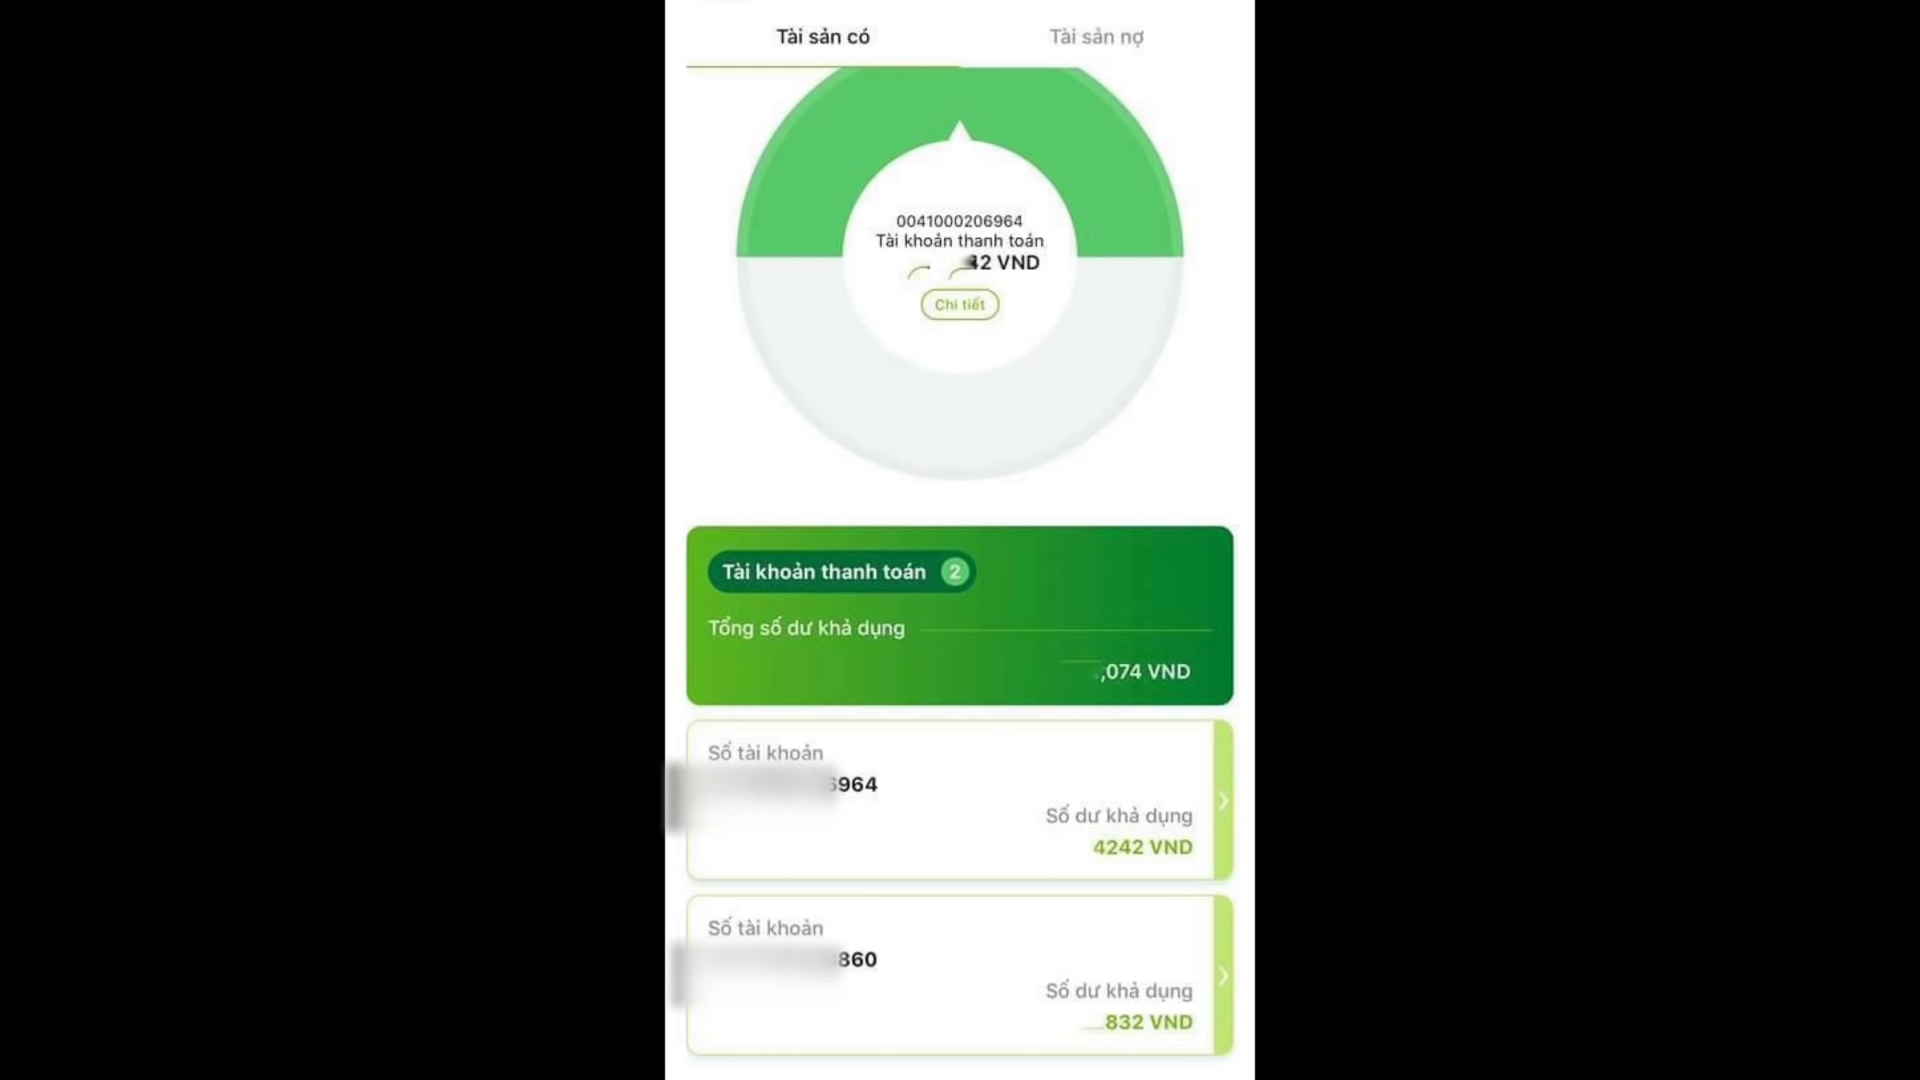 Tài sản có
Tài sản nợ
0041000206964
Tài khoản thanh toán
42 VND
Chi tiết
Tài khoản thanh toán 2
Tổng số dư khả dụng
,074 VND
Số tài khoản
6964
Số dư khả dụng
4242 VND
Số tài khoản
860
Số dư khả dụng
832 VND